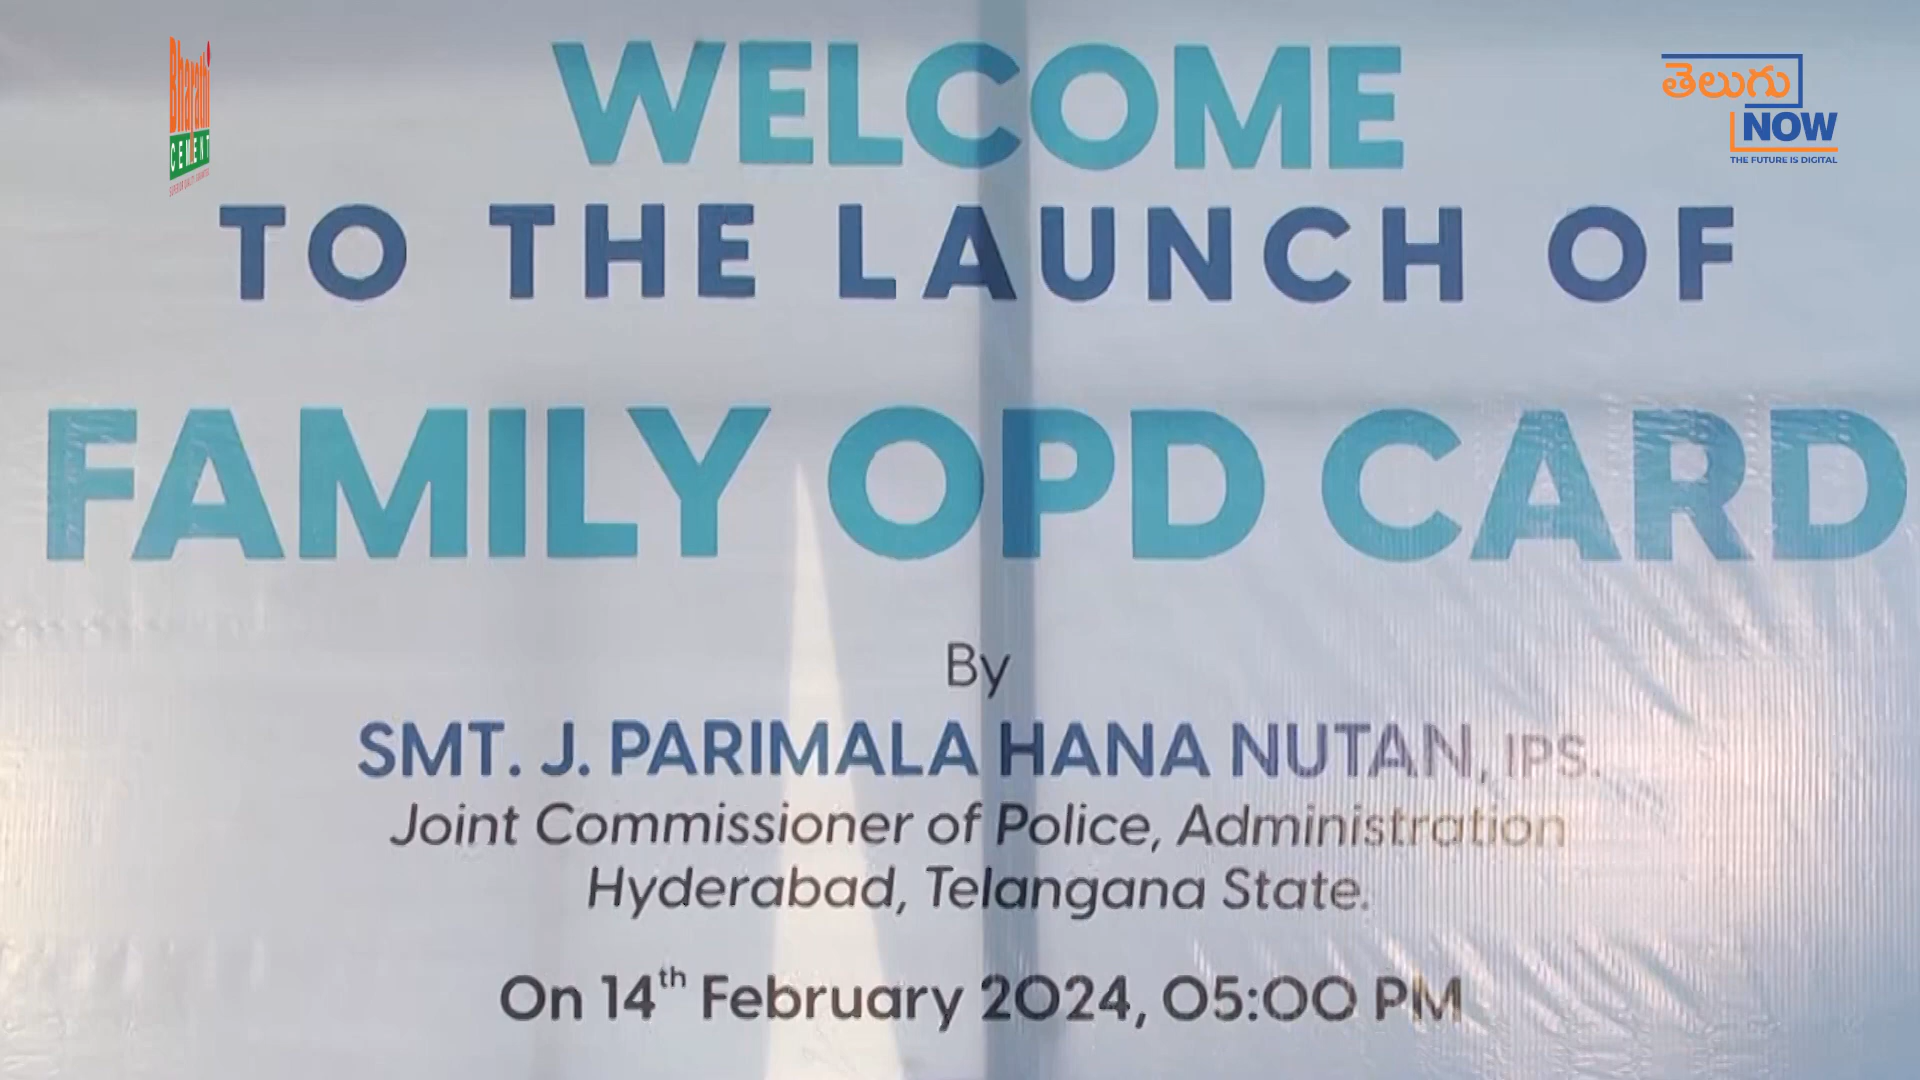 Bharathi
CEMENT
తెలుగు
NOW
THE FUTURE IS DIGITAL
WELCOME
TO THE LAUNCH OF
FAMILY OPD CARD
By
SMT. J. PARIMALA HANA NUTAN, IPS.
Joint Commissioner of Police, Administration
Hyderabad, Telangana State.
On 14th February 2024, 05:00 PM